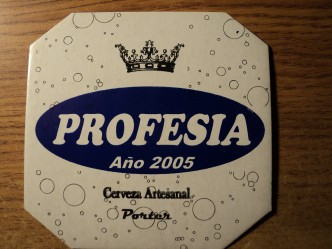 PROFESIA
Año 2005
Cerveza Artesanal
Porter